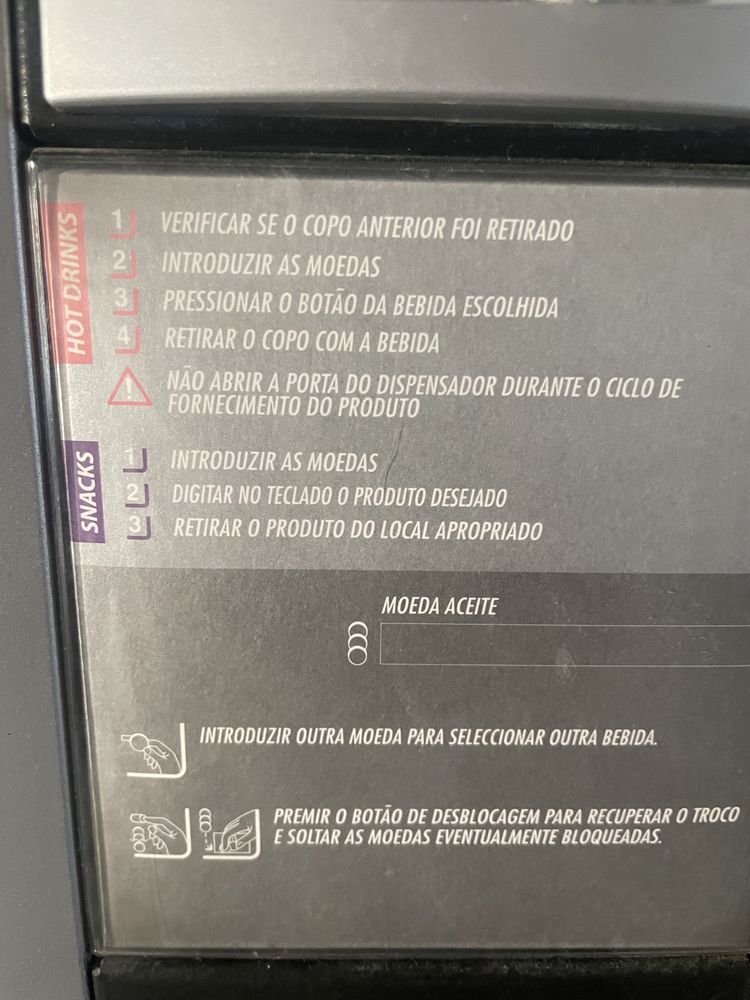 HOT DRINKS
1 VERIFICAR SE O COPO ANTERIOR FOI RETIRADO
2 INTRODUZIR AS MOEDAS
3 PRESSIONAR O BOTÃO DA BEBIDA ESCOLHIDA
4 RETIRAR O COPO COM A BEBIDA
! NÃO ABRIR A PORTA DO DISPENSADOR DURANTE O CICLO DE
FORNECIMENTO DO PRODUTO
SNACKS
1 INTRODUZIR AS MOEDAS
2 DIGITAR NO TECLADO O PRODUTO DESEJADO
3 RETIRAR O PRODUTO DO LOCAL APROPRIADO
MOEDA ACEITE
INTRODUZIR OUTRA MOEDA PARA SELECCIONAR OUTRA BEBIDA.
PREMIR O BOTÃO DE DESBLOCAGEM PARA RECUPERAR O TROCO
E SOLTAR AS MOEDAS EVENTUALMENTE BLOQUEADAS.